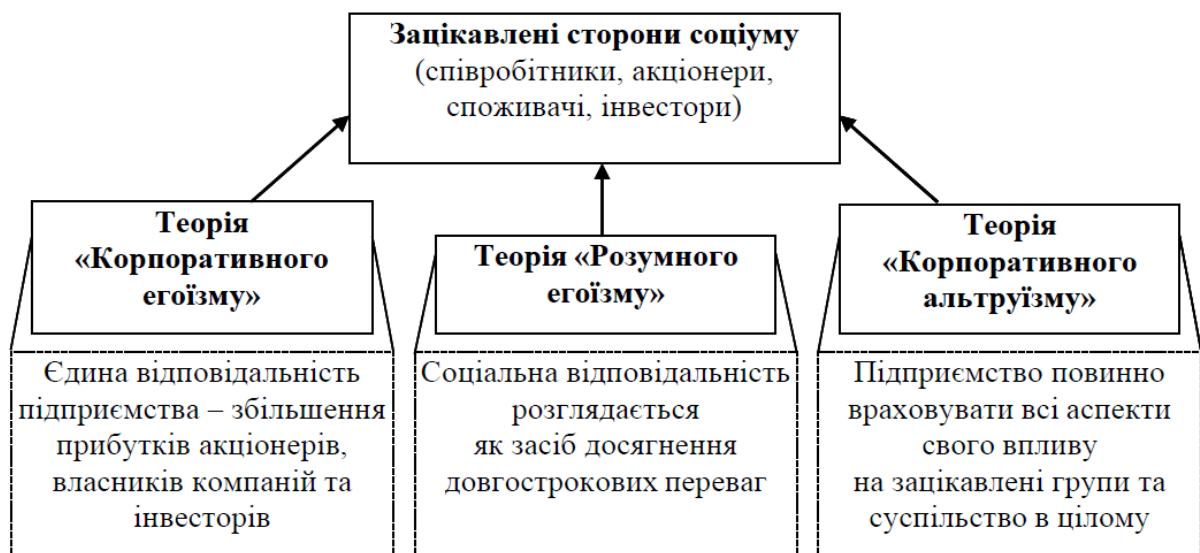 Зацікавлені сторони соціуму
(співробітники, акціонери,
споживачі, інвестори)
Теорія
«Корпоративного
егоїзму»
Теорія «Розумного
егоїзму»
Теорія
«Корпоративного
альтруїзму»
Єдина відповідальність
підприємства – збільшення
прибутків акціонерів,
власників компаній та
інвесторів
Соціальна відповідальність
розглядається
як засіб досягнення
довгострокових переваг
Підприємство повинно
враховувати всі аспекти
свого впливу
на зацікавлені групи та
суспільство в цілому